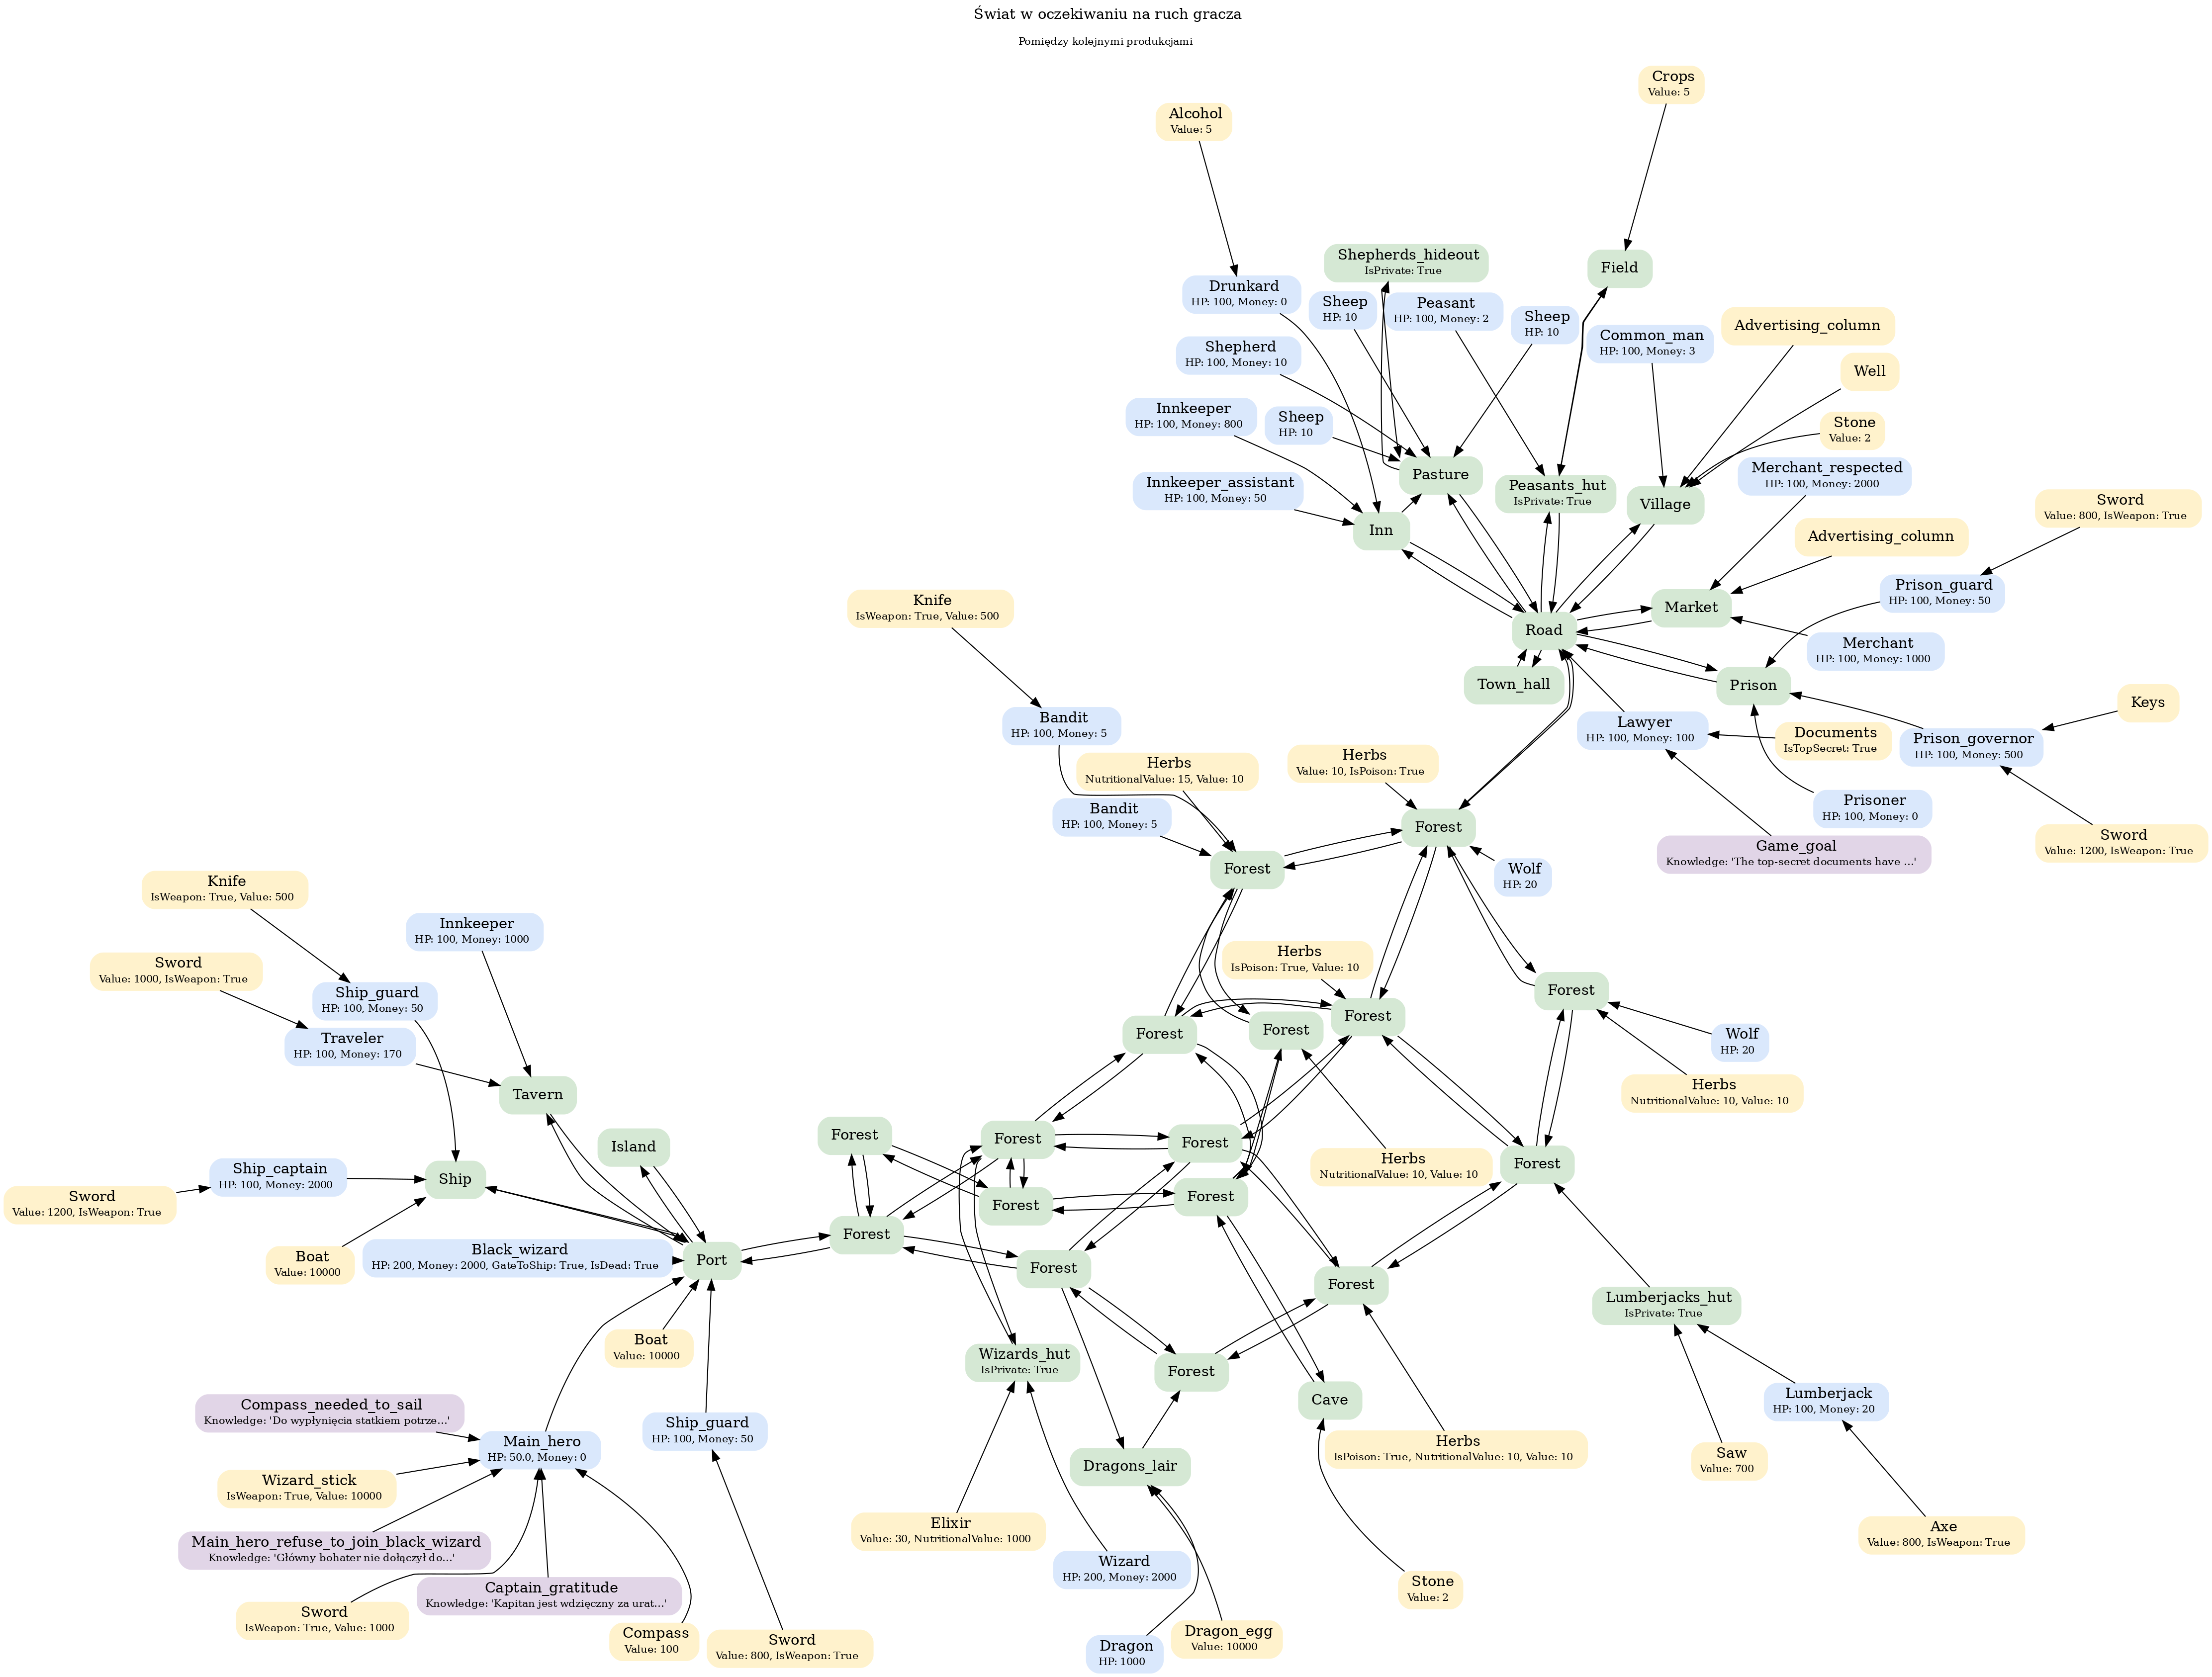 Świat w oczekiwaniu na ruch gracza
Pomiędzy kolejnymi produkcjami
Crops
Value: 5
Alcohol
Value: 5
Shepherds_hideout
IsPrivate: True
Field
Drunkard
HP: 100, Money: 0
Sheep
HP: 10
Peasant
HP: 100, Money: 2
Sheep
HP: 10
Common_man
HP: 100, Money: 3
Advertising_column
Shepherd
HP: 100, Money: 10
Well
Innkeeper
HP: 100, Money: 800
Sheep
HP: 10
Stone
Value: 2
Pasture
Merchant_respected
HP: 100, Money: 2000
Innkeeper_assistant
HP: 100, Money: 50
Peasants_hut
IsPrivate: True
Village
Sword
Value: 800, IsWeapon: True
Inn
Advertising_column
Knife
IsWeapon: True, Value: 500
Prison_guard
HP: 100, Money: 50
Market
Road
Merchant
HP: 100, Money: 1000
Town_hall
Prison
Keys
Bandit
HP: 100, Money: 5
Lawyer
HP: 100, Money: 100
Documents
IsTopSecret: True
Prison_governor
HP: 100, Money: 500
Herbs
NutritionalValue: 15, Value: 10
Herbs
Value: 10, IsPoison: True
Bandit
HP: 100, Money: 5
Prisoner
HP: 100, Money: 0
Forest
Sword
Value: 1200, IsWeapon: True
Game_goal
Knowledge: 'The top-secret documents have ...'
Forest
Wolf
HP: 20
Knife
IsWeapon: True, Value: 500
Innkeeper
HP: 100, Money: 1000
Herbs
IsPoison: True, Value: 10
Sword
Value: 1000, IsWeapon: True
Ship_guard
HP: 100, Money: 50
Forest
Forest
Forest
Forest
Traveler
HP: 100, Money: 170
Wolf
HP: 20
Tavern
Herbs
NutritionalValue: 10, Value: 10
Forest
Island
Forest
Forest
Herbs
NutritionalValue: 10, Value: 10
Forest
Ship_captain
HP: 100, Money: 2000
Ship
Sword
Value: 1200, IsWeapon: True
Forest
Forest
Forest
Boat
Value: 10000
Black_wizard
HP: 200, Money: 2000, GateToShip: True, IsDead: True
Port
Forest
Forest
Lumberjacks_hut
IsPrivate: True
Boat
Value: 10000
Wizards_hut
IsPrivate: True
Forest
Cave
Lumberjack
HP: 100, Money: 20
Compass_needed_to_sail
Knowledge: 'Do wypłynięcia statkiem potrze...'
Ship_guard
HP: 100, Money: 50
Main_hero
HP: 50.0, Money: 0
Herbs
IsPoison: True, NutritionalValue: 10, Value: 10
Dragons_lair
Saw
Value: 700
Wizard_stick
IsWeapon: True, Value: 10000
Elixir
Value: 30, NutritionalValue: 1000
Axe
Value: 800, IsWeapon: True
Main_hero_refuse_to_join_black_wizard
Knowledge: 'Główny bohater nie dołączył do...'
Wizard
HP: 200, Money: 2000
Stone
Value: 2
Captain_gratitude
Knowledge: 'Kapitan jest wdzięczny za urat...'
Sword
IsWeapon: True, Value: 1000
Compass
Value: 100
Sword
Value: 800, IsWeapon: True
Dragon
HP: 1000
Dragon_egg
Value: 10000